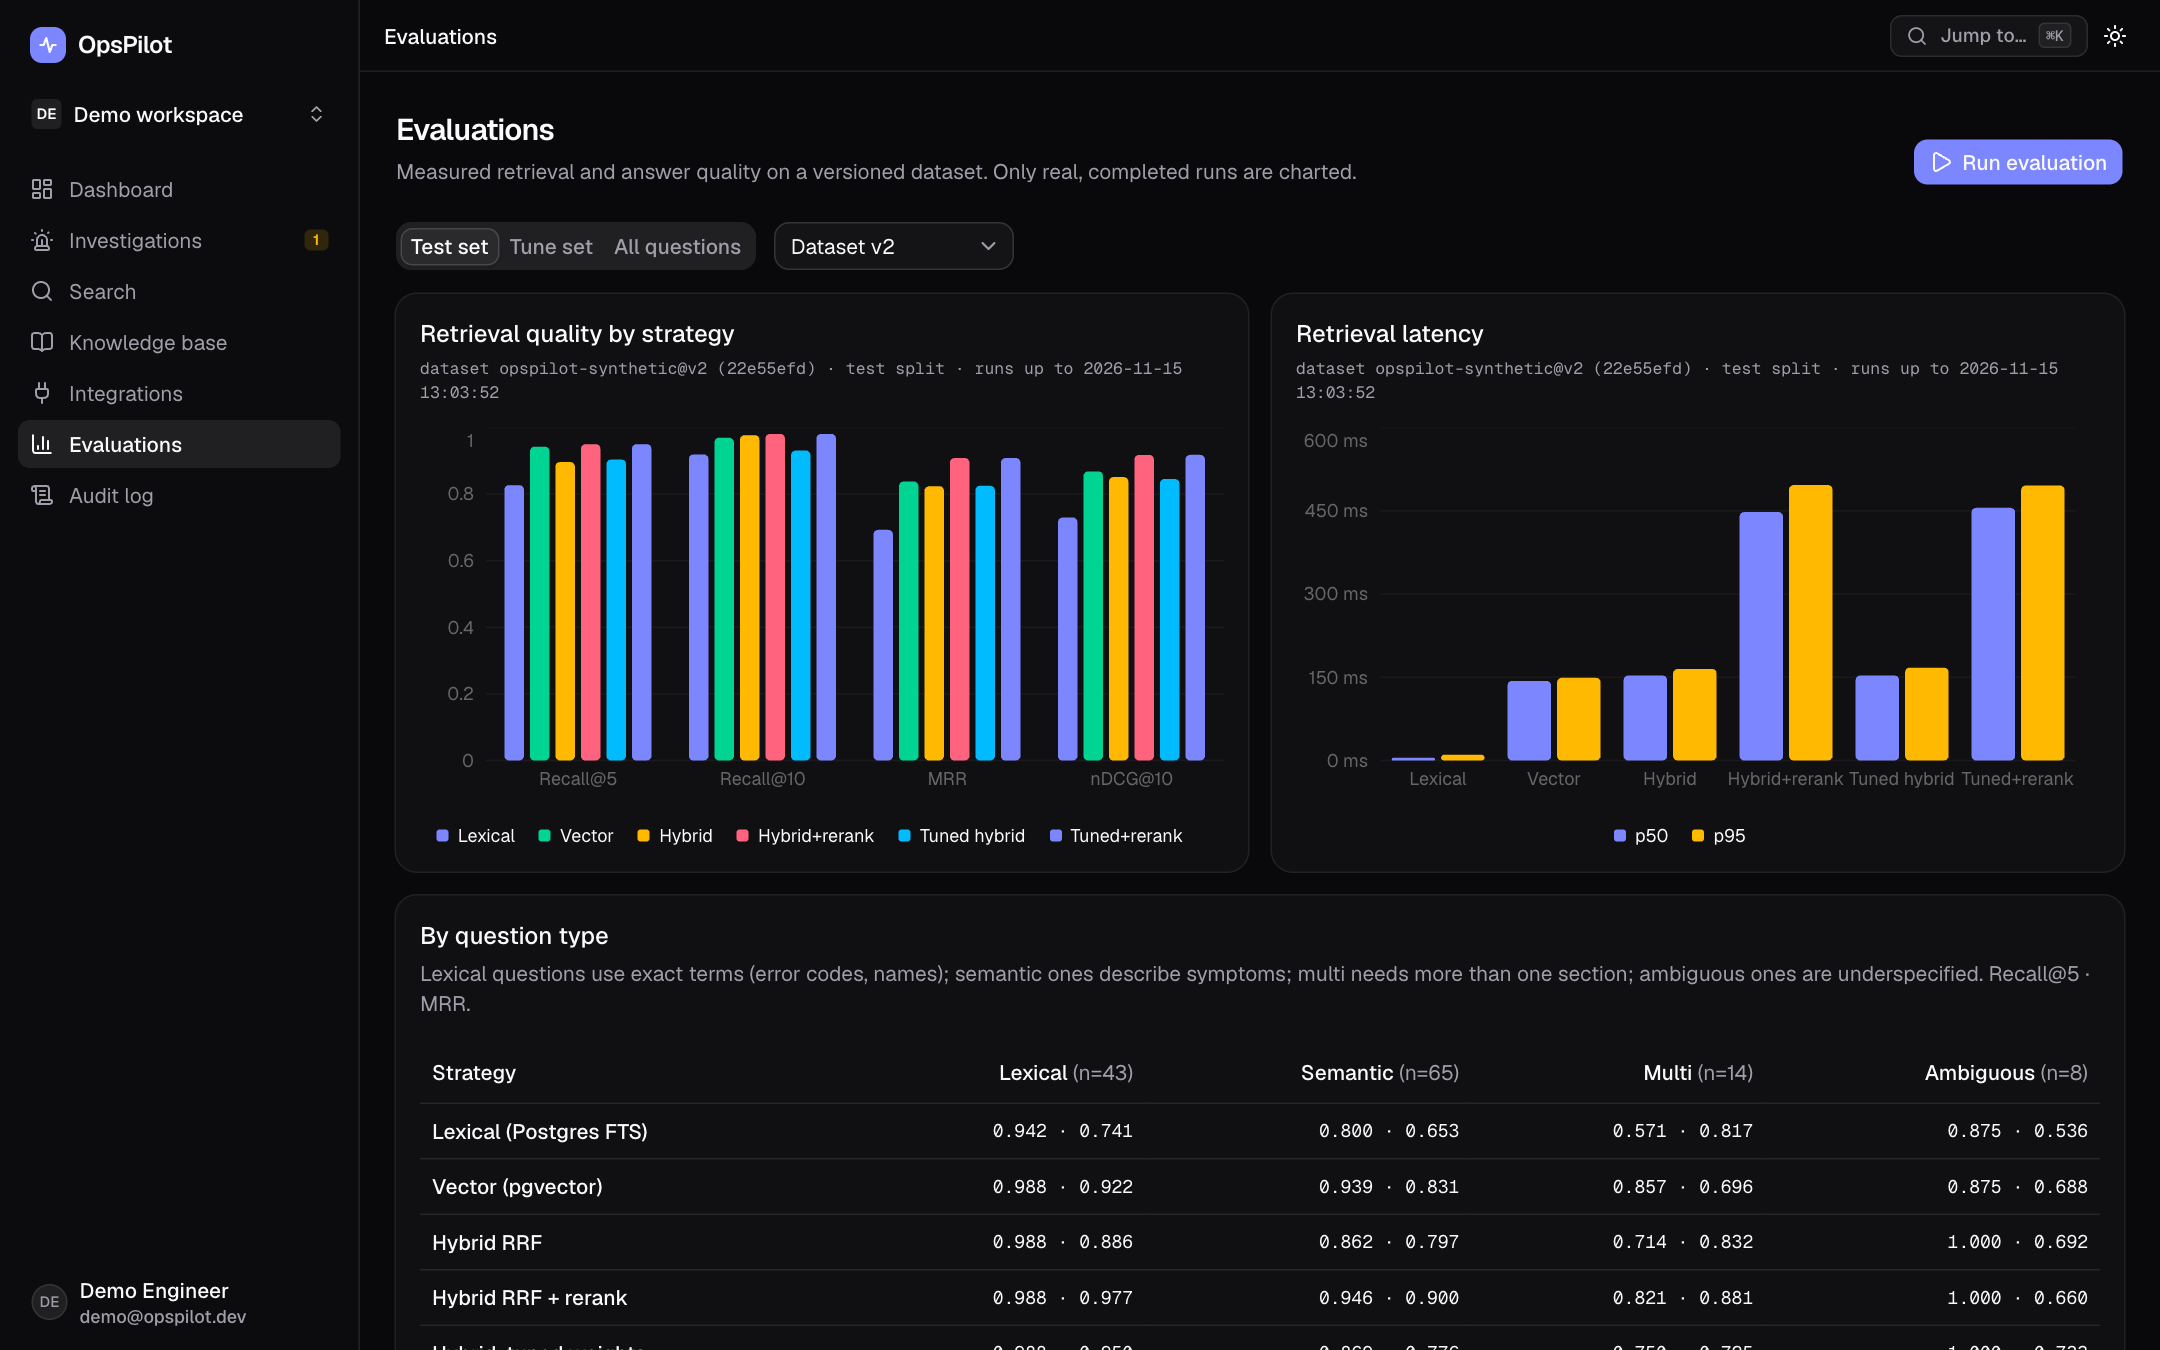 OpsPilot
DE Demo workspace
Dashboard
Investigations 1
Search
Knowledge base
Integrations
Evaluations
Audit log
DE Demo Engineer
demo@opspilot.dev
Evaluations
Jump to... ⌘K
Evaluations
Measured retrieval and answer quality on a versioned dataset. Only real, completed runs are charted.
Run evaluation
Test set Tune set All questions Dataset v2
Retrieval quality by strategy
dataset opspilot-synthetic@v2 (22e55efd) · test split · runs up to 2026-11-15
13:03:52
1
0.8
0.6
0.4
0.2
0
Recall@5 Recall@10 MRR nDCG@10
Lexical Vector Hybrid Hybrid+rerank Tuned hybrid Tuned+rerank
Retrieval latency
dataset opspilot-synthetic@v2 (22e55efd) · test split · runs up to 2026-11-15
13:03:52
600 ms
450 ms
300 ms
150 ms
0 ms
Lexical Vector Hybrid Hybrid+rerank Tuned hybrid Tuned+rerank
p50 p95
By question type
Lexical questions use exact terms (error codes, names); semantic ones describe symptoms; multi needs more than one section; ambiguous ones are underspecified. Recall@5 ·
MRR.
Strategy Lexical (n=43) Semantic (n=65) Multi (n=14) Ambiguous (n=8)
Lexical (Postgres FTS) 0.942 · 0.741 0.800 · 0.653 0.571 · 0.817 0.875 · 0.536
Vector (pgvector) 0.988 · 0.922 0.939 · 0.831 0.857 · 0.696 0.875 · 0.688
Hybrid RRF 0.988 · 0.886 0.862 · 0.797 0.714 · 0.832 1.000 · 0.692
Hybrid RRF + rerank 0.988 · 0.977 0.946 · 0.900 0.821 · 0.881 1.000 · 0.660